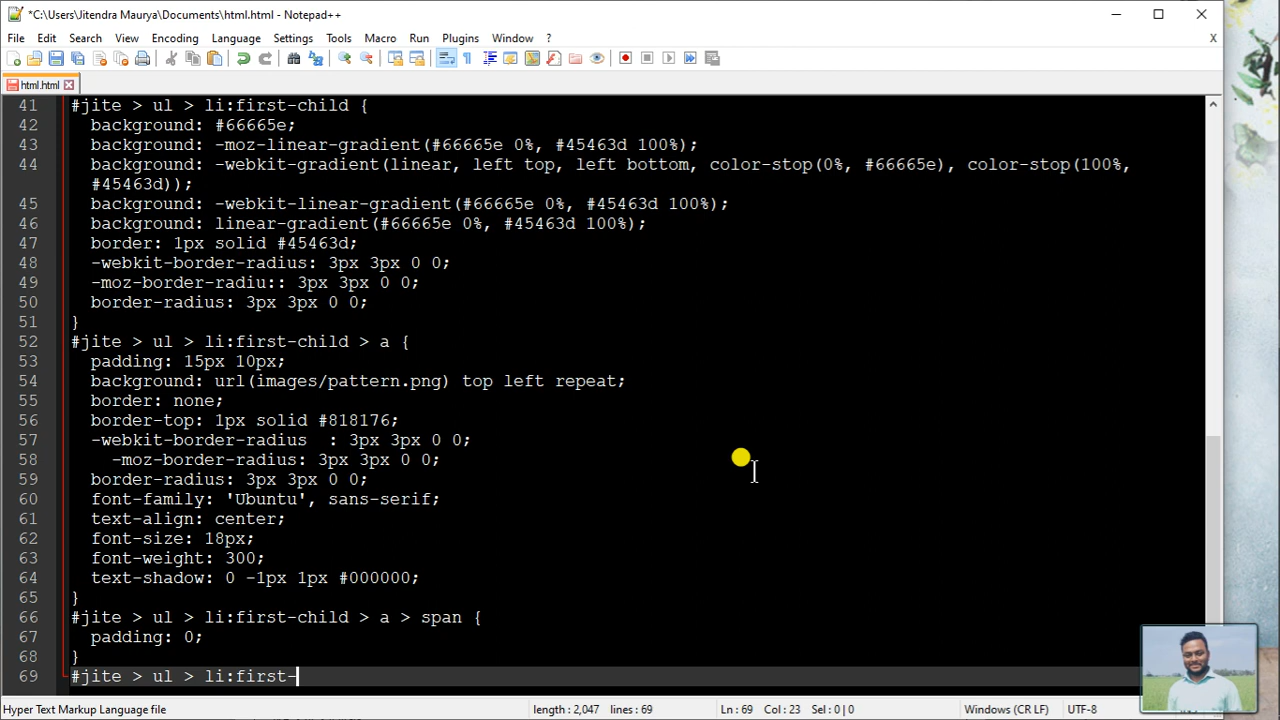 *C:\Users\Jitendra Maurya\Documents\html.html - Notepad++
File Edit Search View Encoding Language Settings Tools Macro Run Plugins Window ? X
html.html
41 #jite > ul > li:first-child {
42 background: #66665e;
43 background: -moz-linear-gradient(#66665e 0%, #45463d 100%);
44 background: -webkit-gradient(linear, left top, left bottom, color-stop(0%, #66665e), color-stop(100%,
#45463d));
45 background: -webkit-linear-gradient(#66665e 0%, #45463d 100%);
46 background: linear-gradient(#66665e 0%, #45463d 100%);
47 border: 1px solid #45463d;
48 -webkit-border-radius: 3px 3px 0 0;
49 -moz-border-radiu:: 3px 3px 0 0;
50 border-radius: 3px 3px 0 0;
51 }
52 #jite > ul > li:first-child > a {
53 padding: 15px 10px;
54 background: url(images/pattern.png) top left repeat;
55 border: none;
56 border-top: 1px solid #818176;
57 -webkit-border-radius  : 3px 3px 0 0;
58 -moz-border-radius: 3px 3px 0 0;
59 border-radius: 3px 3px 0 0;
60 font-family: 'Ubuntu', sans-serif;
61 text-align: center;
62 font-size: 18px;
63 font-weight: 300;
64 text-shadow: 0 -1px 1px #000000;
65 }
66 #jite > ul > li:first-child > a > span {
67 padding: 0;
68 }
69 #jite > ul > li:first-
Hyper Text Markup Language file length : 2,047 lines : 69 Ln : 69 Col : 23 Sel : 0 | 0 Windows (CR LF) UTF-8